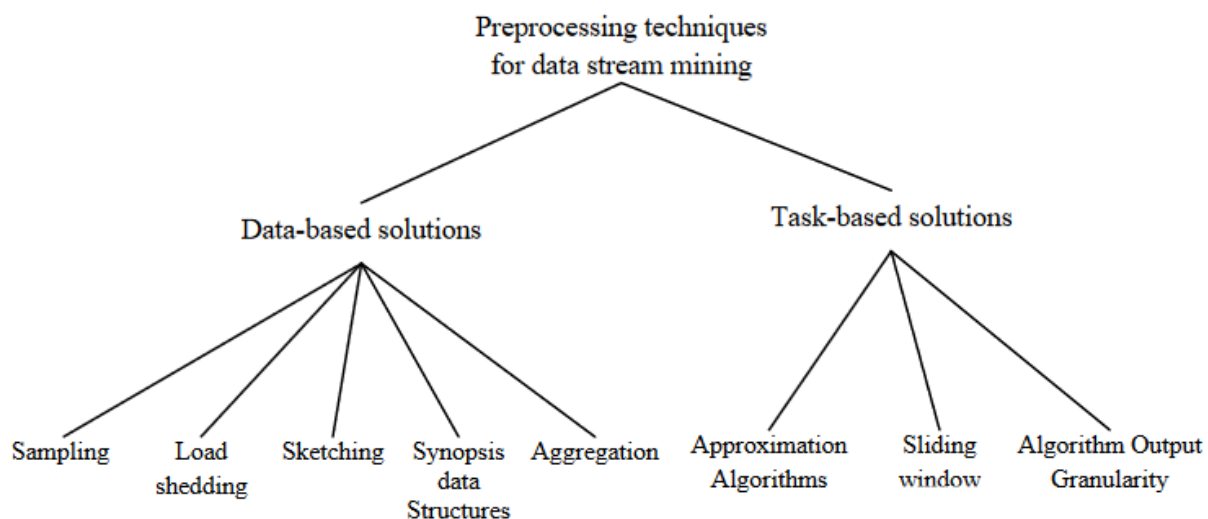 Preprocessing techniques
for data stream mining
Data-based solutions
Task-based solutions
Sampling
Load
shedding
Sketching
Synopsis
data
Structures
Aggregation
Approximation
Algorithms
Sliding
window
Algorithm Output
Granularity